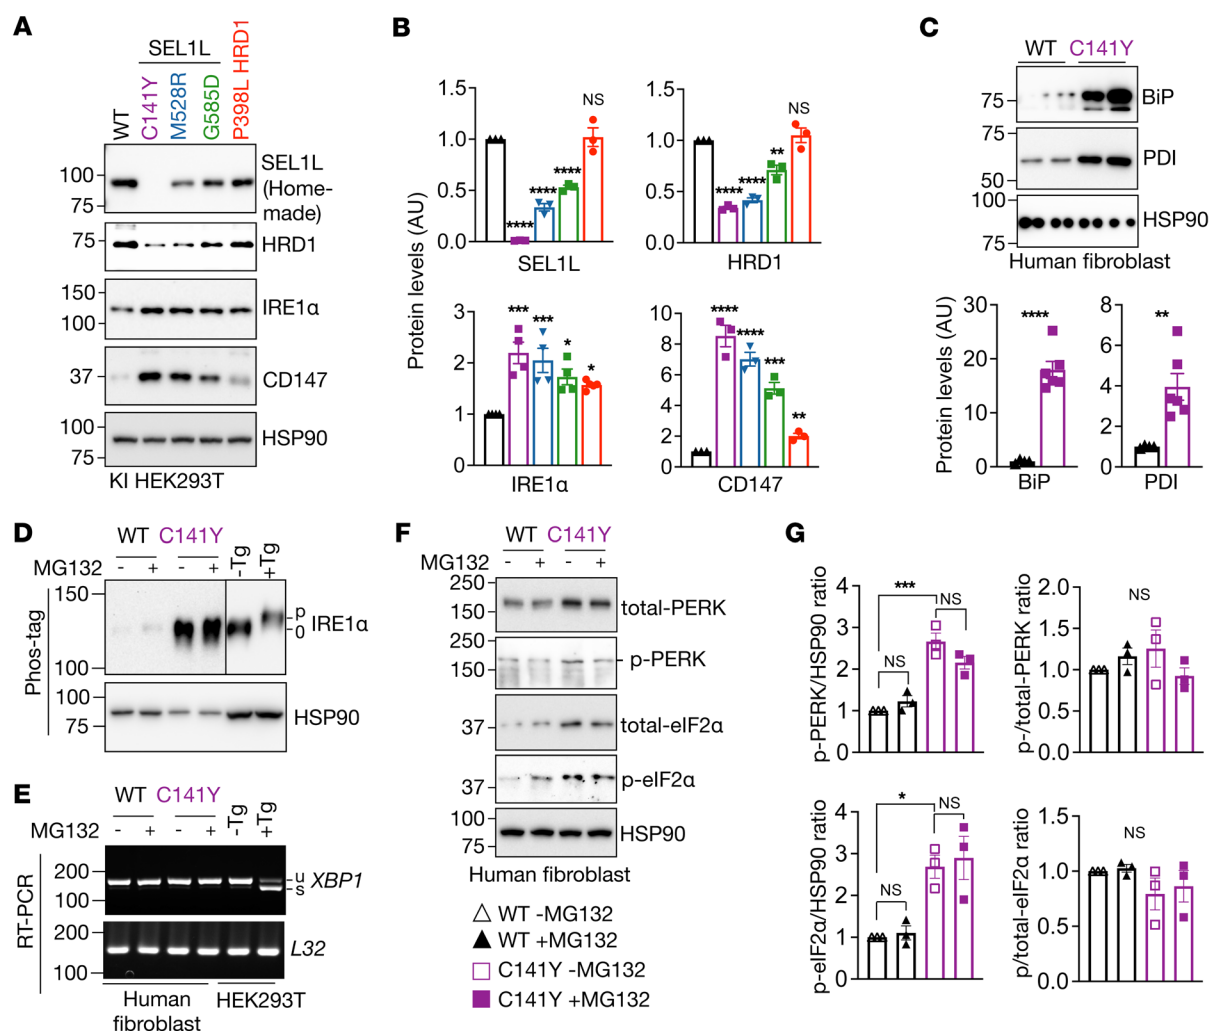 A
SEL1L
WT
C141Y
M528R
G585D
P398L HRD1
100
75
SEL1L
(Home-
made)
75
HRD1
150
100
IRE1α
37
CD147
100
75
HSP90
KI HEK293T
B
Protein levels (AU)
1.5
1.0
0.5
0.0
****
****
****
NS
SEL1L
1.5
1.0
0.5
0.0
****
****
**
NS
HRD1
3
2
1
0
***
***
*
*
IRE1α
10
8
6
4
2
0
****
****
***
**
CD147
C
WT C141Y
75
BiP
75
50
PDI
100
75
HSP90
Human fibroblast
Protein levels (AU)
30
20
10
0
****
BiP
8
6
4
2
0
**
PDI
D
WT C141Y
-Tg
+Tg
MG132 - + - +
Phos-tag
150
100
p
0
IRE1α
100
75
HSP90
E
WT C141Y
-Tg
+Tg
MG132 - + - +
RT-PCR
200
100
u
s
XBP1
200
100
L32
Human
fibroblast
HEK293T
F
WT C141Y
MG132 - + - +
250
150
total-PERK
250
150
p-PERK
37
total-eIF2α
37
p-eIF2α
100
75
HSP90
Human fibroblast
WT -MG132
WT +MG132
C141Y -MG132
C141Y +MG132
G
p-PERK/HSP90 ratio
4
3
2
1
0
***
NS
NS
p-/total-PERK ratio
2.0
1.5
1.0
0.5
0.0
NS
p-eIF2α/HSP90 ratio
4
3
2
1
0
*
NS
NS
p/total-eIF2α ratio
1.5
1.0
0.5
0.0
NS